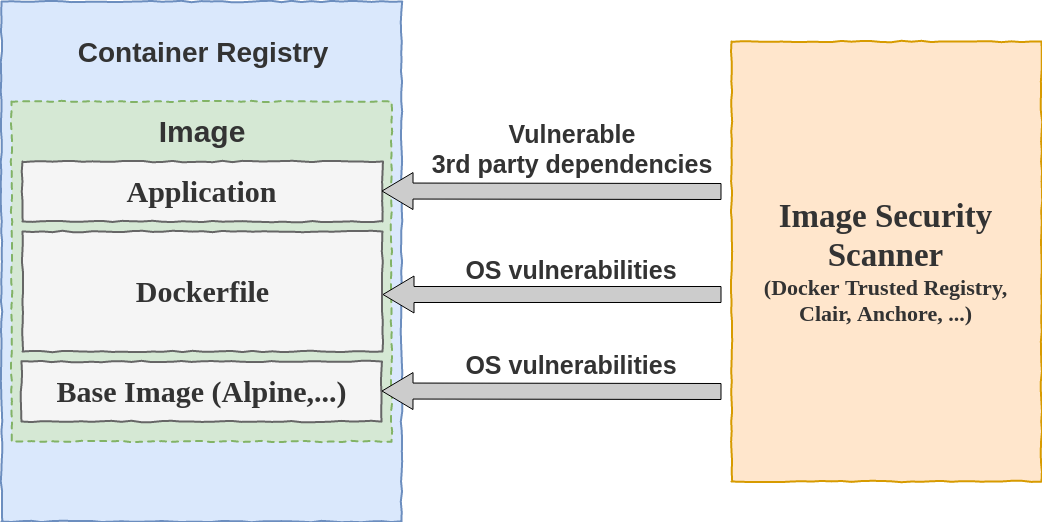 Container Registry
Image
Application
Dockerfile
Base Image (Alpine,...)
Vulnerable
3rd party dependencies
OS vulnerabilities
OS vulnerabilities
Image Security
Scanner
(Docker Trusted Registry,
Clair, Anchore, ...)